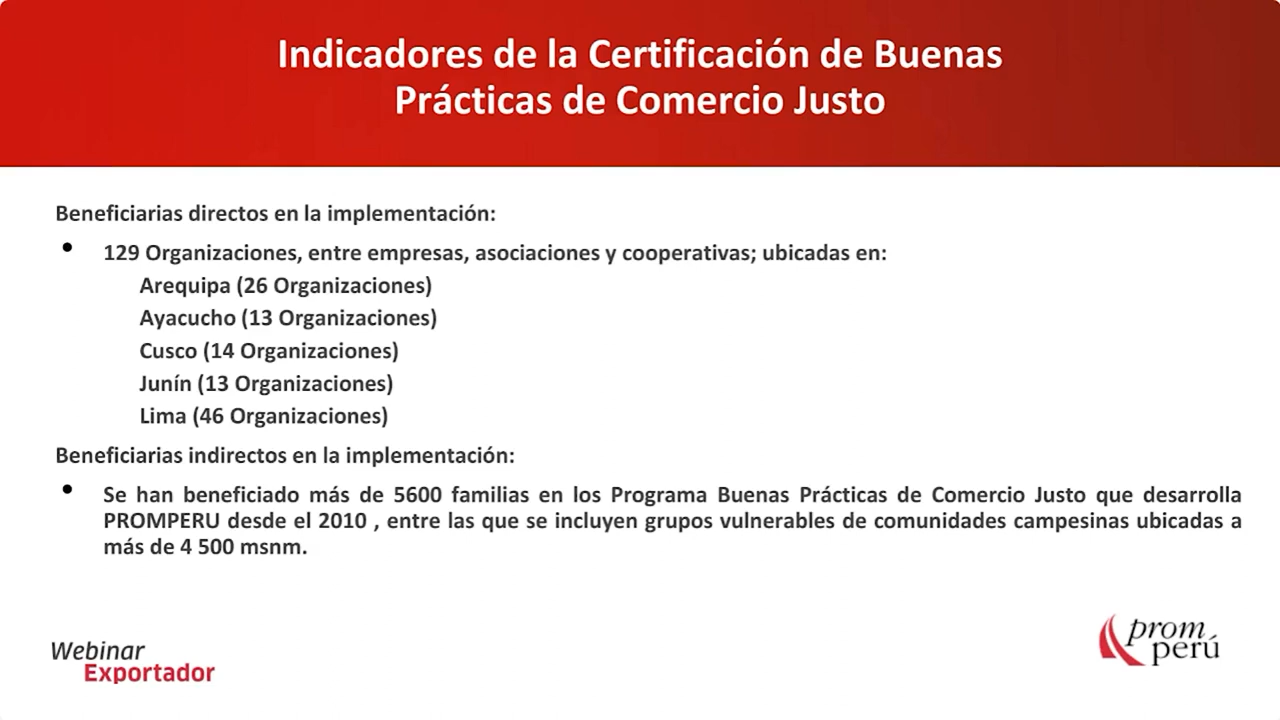 Indicadores de la Certificación de Buenas
Prácticas de Comercio Justo
Beneficiarias directos en la implementación:
• 129 Organizaciones, entre empresas, asociaciones y cooperativas; ubicadas en:
Arequipa (26 Organizaciones)
Ayacucho (13 Organizaciones)
Cusco (14 Organizaciones)
Junín (13 Organizaciones)
Lima (46 Organizaciones)
Beneficiarias indirectos en la implementación:
• Se han beneficiado más de 5600 familias en los Programa Buenas Prácticas de Comercio Justo que desarrolla
PROMPERU desde el 2010 , entre las que se incluyen grupos vulnerables de comunidades campesinas ubicadas a
más de 4 500 msnm.
Webinar
Exportador
prom
perú